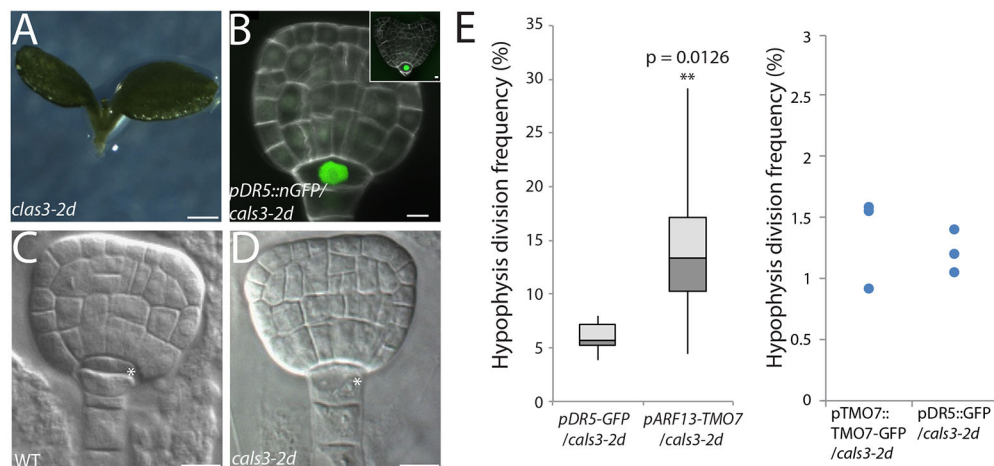 A
clas3-2d
B
pDR5::nGFP/
cals3-2d
C
*
WT
D
*
cals3-2d
E
Hypophysis division frequency (%)
35
30
25
20
15
10
5
0
p = 0.0126
**
pDR5-GFP
/cals3-2d
pARF13-TMO7
/cals3-2d
Hypophysis division frequency (%)
3
2.5
2
1.5
1
0.5
0
pTMO7::
TMO7-GFP
/cals3-2d
pDR5::GFP
/cals3-2d